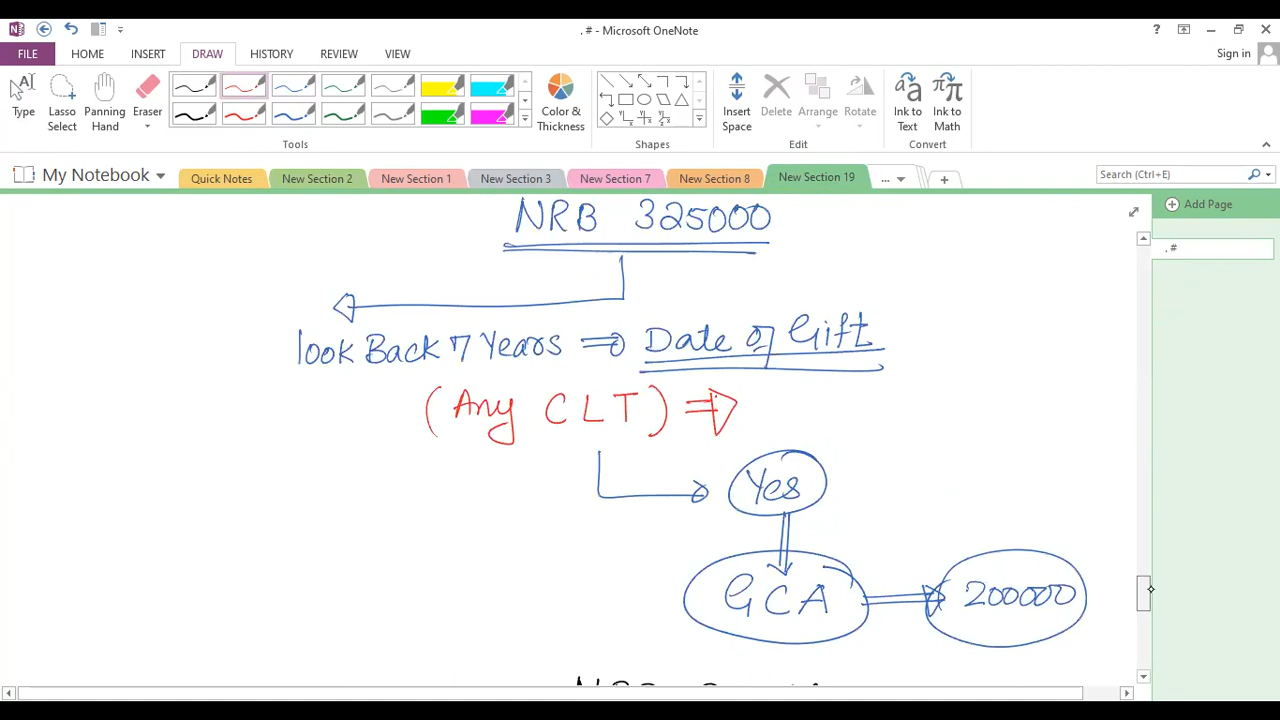 . # - Microsoft OneNote
?
Sign in
FILE HOME INSERT DRAW HISTORY REVIEW VIEW
Type
Lasso Select
Panning Hand
Eraser
Color & Thickness
Insert Space
Delete
Arrange
Rotate
Ink to Text
Ink to Math
Tools
Shapes
Edit
Convert
My Notebook
Quick Notes New Section 2 New Section 1 New Section 3 New Section 7 New Section 8 New Section 19 ...
Search (Ctrl+E)
Add Page
. #
NRB 325000
look Back 7 Years ⇒ Date of Gift
(Any CLT) ⇒
Yes
GCA
200000